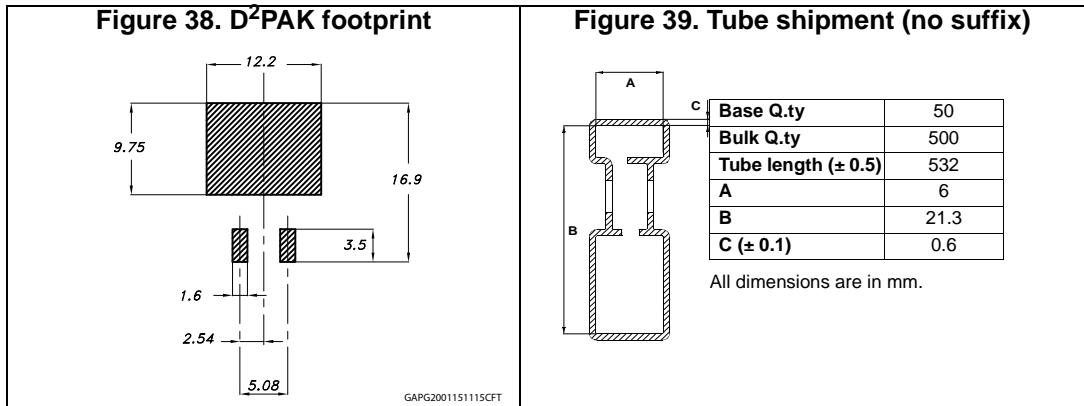 Figure 38. D²PAK footprint
12.2
9.75
16.9
3.5
1.6
2.54
5.08
GAPG2001151115CFT
Figure 39. Tube shipment (no suffix)
A
C
B
Base Q.ty 50
Bulk Q.ty 500
Tube length (± 0.5) 532
A 6
B 21.3
C (± 0.1) 0.6
All dimensions are in mm.